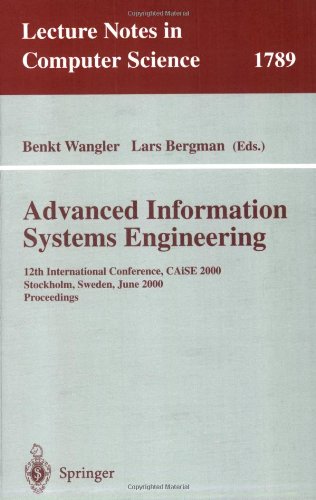 Lecture Notes in
Computer Science 1789
Benkt Wangler Lars Bergman (Eds.)
Advanced Information
Systems Engineering
12th International Conference, CAiSE 2000
Stockholm, Sweden, June 2000
Proceedings
Springer